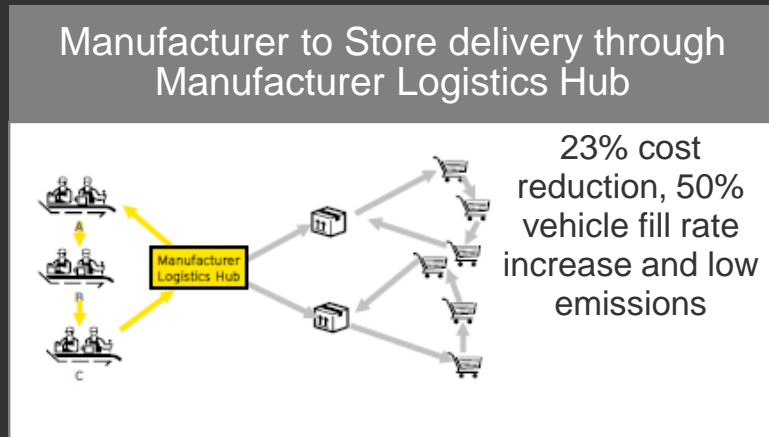 Manufacturer to Store delivery through
Manufacturer Logistics Hub
A
B
C
Manufacturer
Logistics Hub
23% cost
reduction, 50%
vehicle fill rate
increase and low
emissions